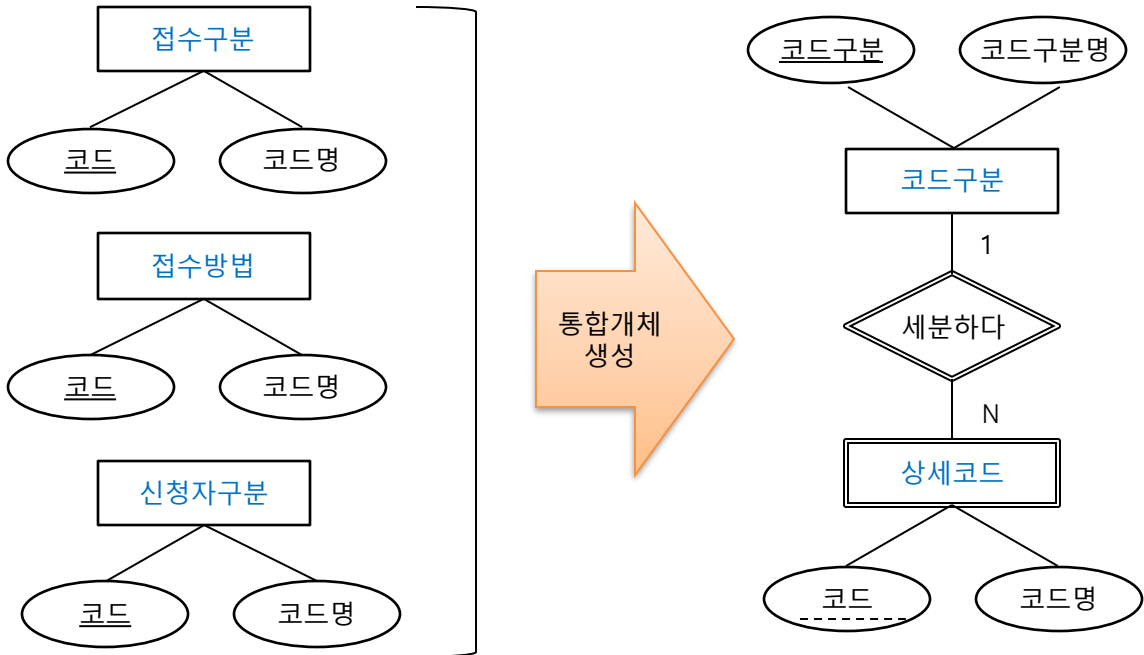 접수구분
코드
코드명
접수방법
코드
코드명
신청자구분
코드
코드명
통합개체
생성
코드구분
코드구분명
코드구분
1
세분하다
N
상세코드
코드
코드명